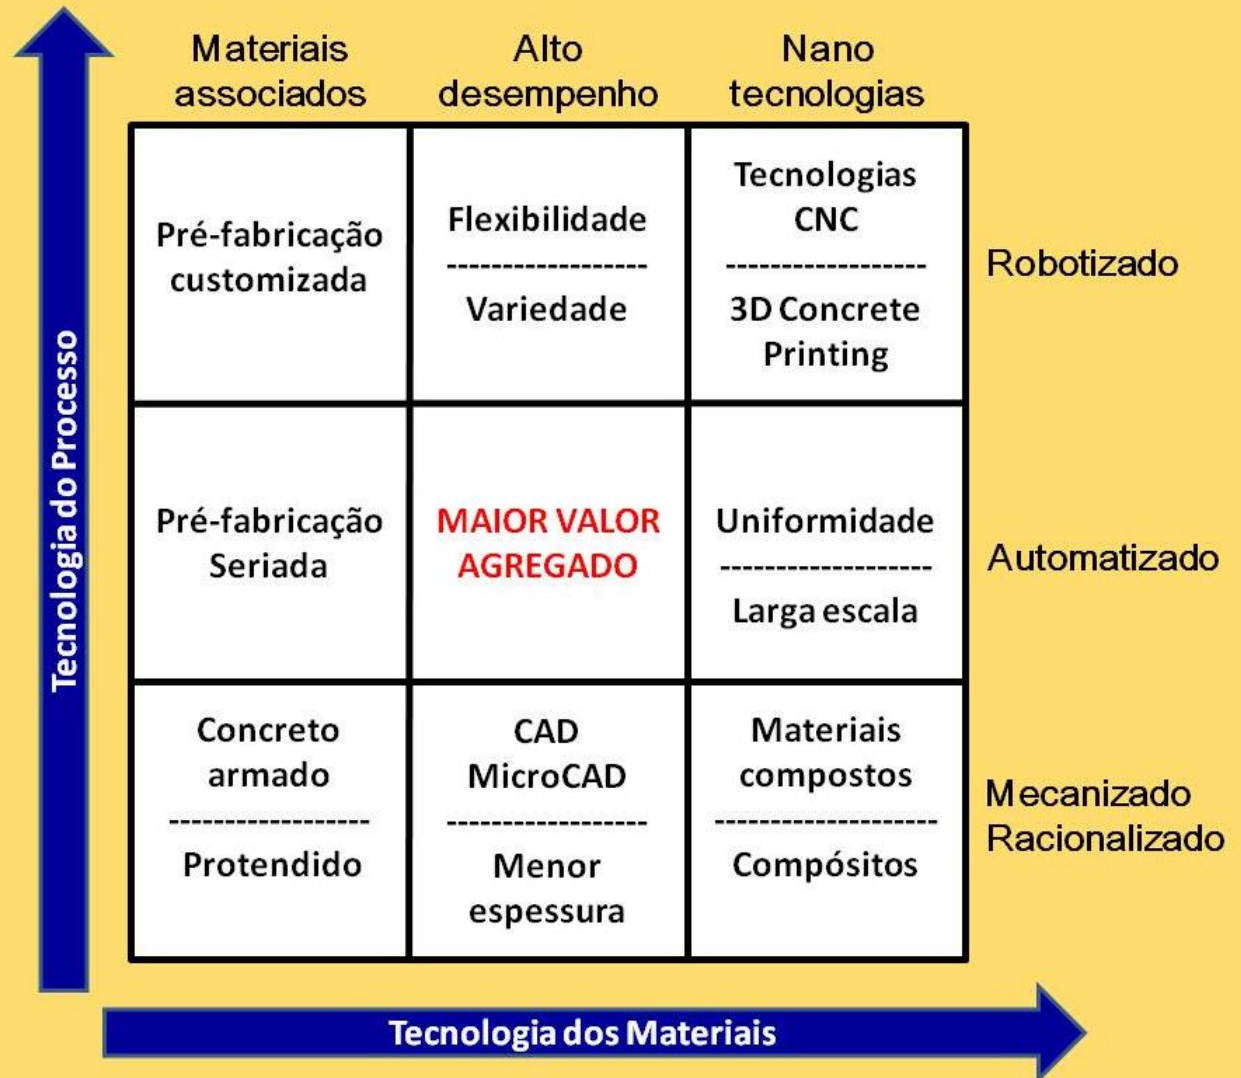 Materiais
associados
Alto
desempenho
Nano
tecnologias
Tecnologia do Processo
Pré-fabricação
customizada
Flexibilidade
------------------
Variedade
Tecnologias
CNC
------------------
3D Concrete
Printing
Robotizado
Pré-fabricação
Seriada
MAIOR VALOR
AGREGADO
Uniformidade
-------------------
Larga escala
Automatizado
Concreto
armado
------------------
Protendido
CAD
MicroCAD
------------------
Menor
espessura
Materiais
compostos
--------------------
Compósitos
Mecanizado
Racionalizado
Tecnologia dos Materiais